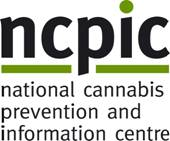 ncpic
national cannabis
prevention and
information centre